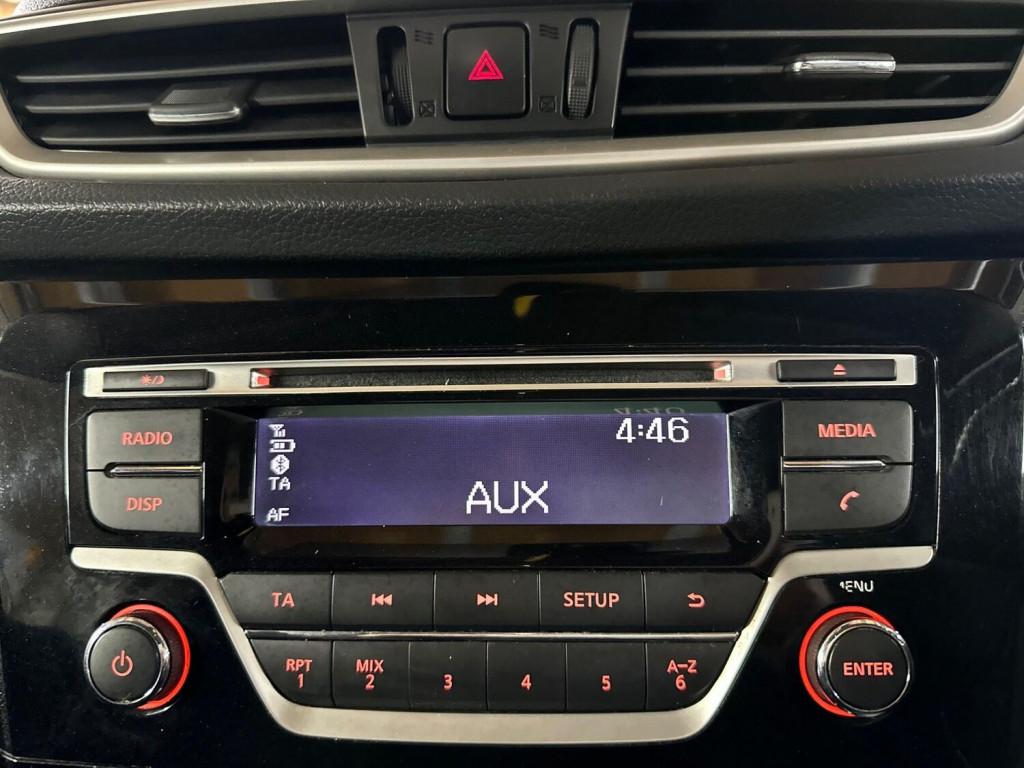 RADIO
DISP
4:46
TA
AF
AUX
MEDIA
TA
SETUP
MENU
RPT
1
MIX
2
3
4
5
A-Z
6
ENTER